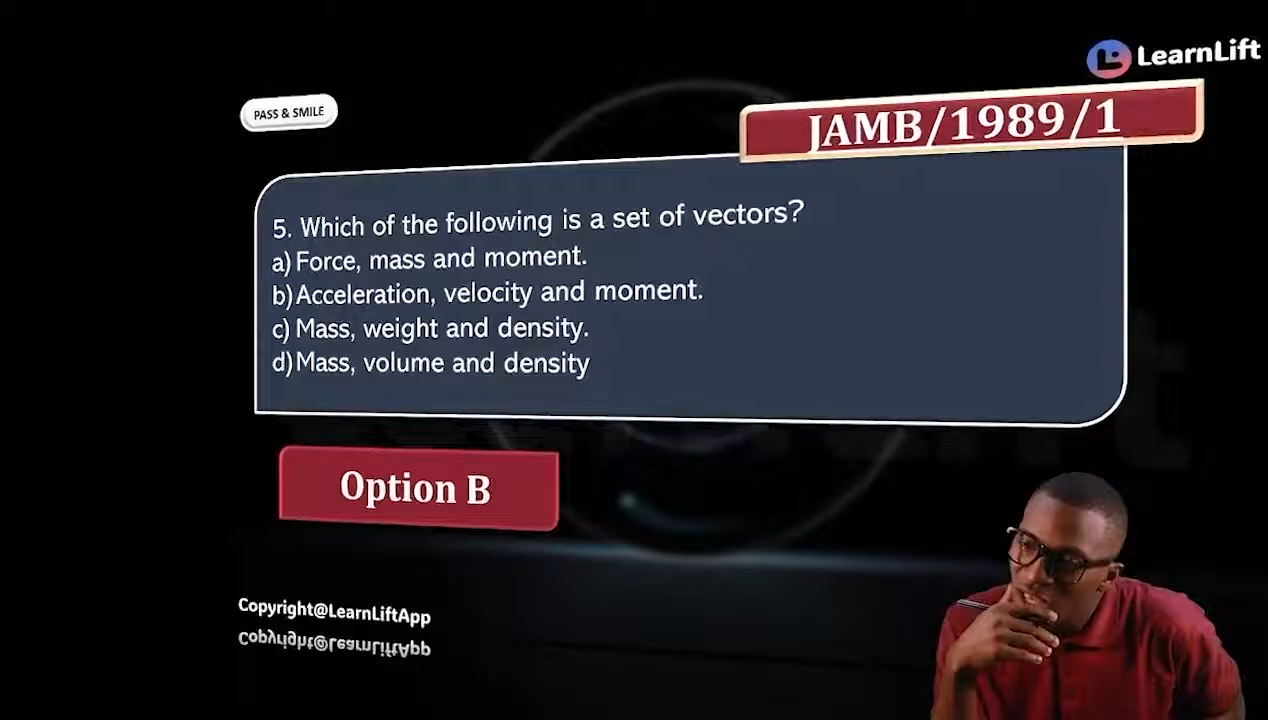 LearnLift
PASS & SMILE
JAMB/1989/1
5. Which of the following is a set of vectors?
a) Force, mass and moment.
b) Acceleration, velocity and moment.
c) Mass, weight and density.
d) Mass, volume and density
Option B
Copyright@LearnLiftApp